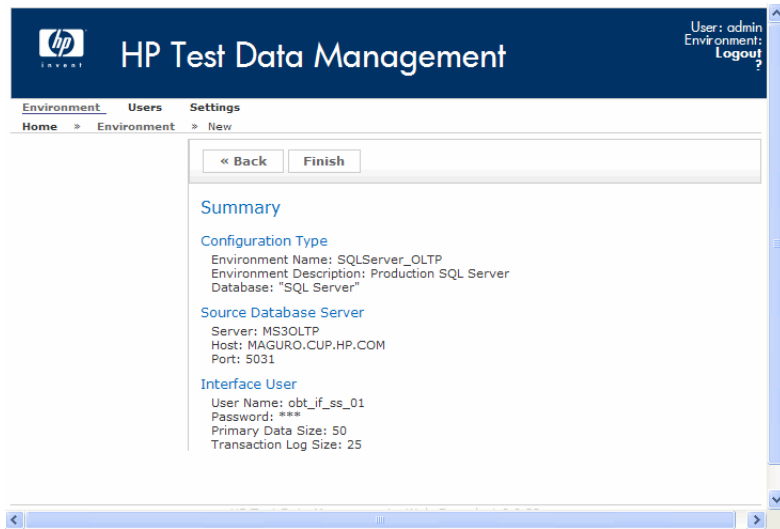 hp
invent
HP Test Data Management
User: admin
Environment:
Logout
?
Environment Users Settings
Home » Environment » New
« Back Finish
Summary
Configuration Type
Environment Name: SQLServer_OLTP
Environment Description: Production SQL Server
Database: "SQL Server"
Source Database Server
Server: MS3OLTP
Host: MAGURO.CUP.HP.COM
Port: 5031
Interface User
User Name: obt_if_ss_01
Password: ***
Primary Data Size: 50
Transaction Log Size: 25